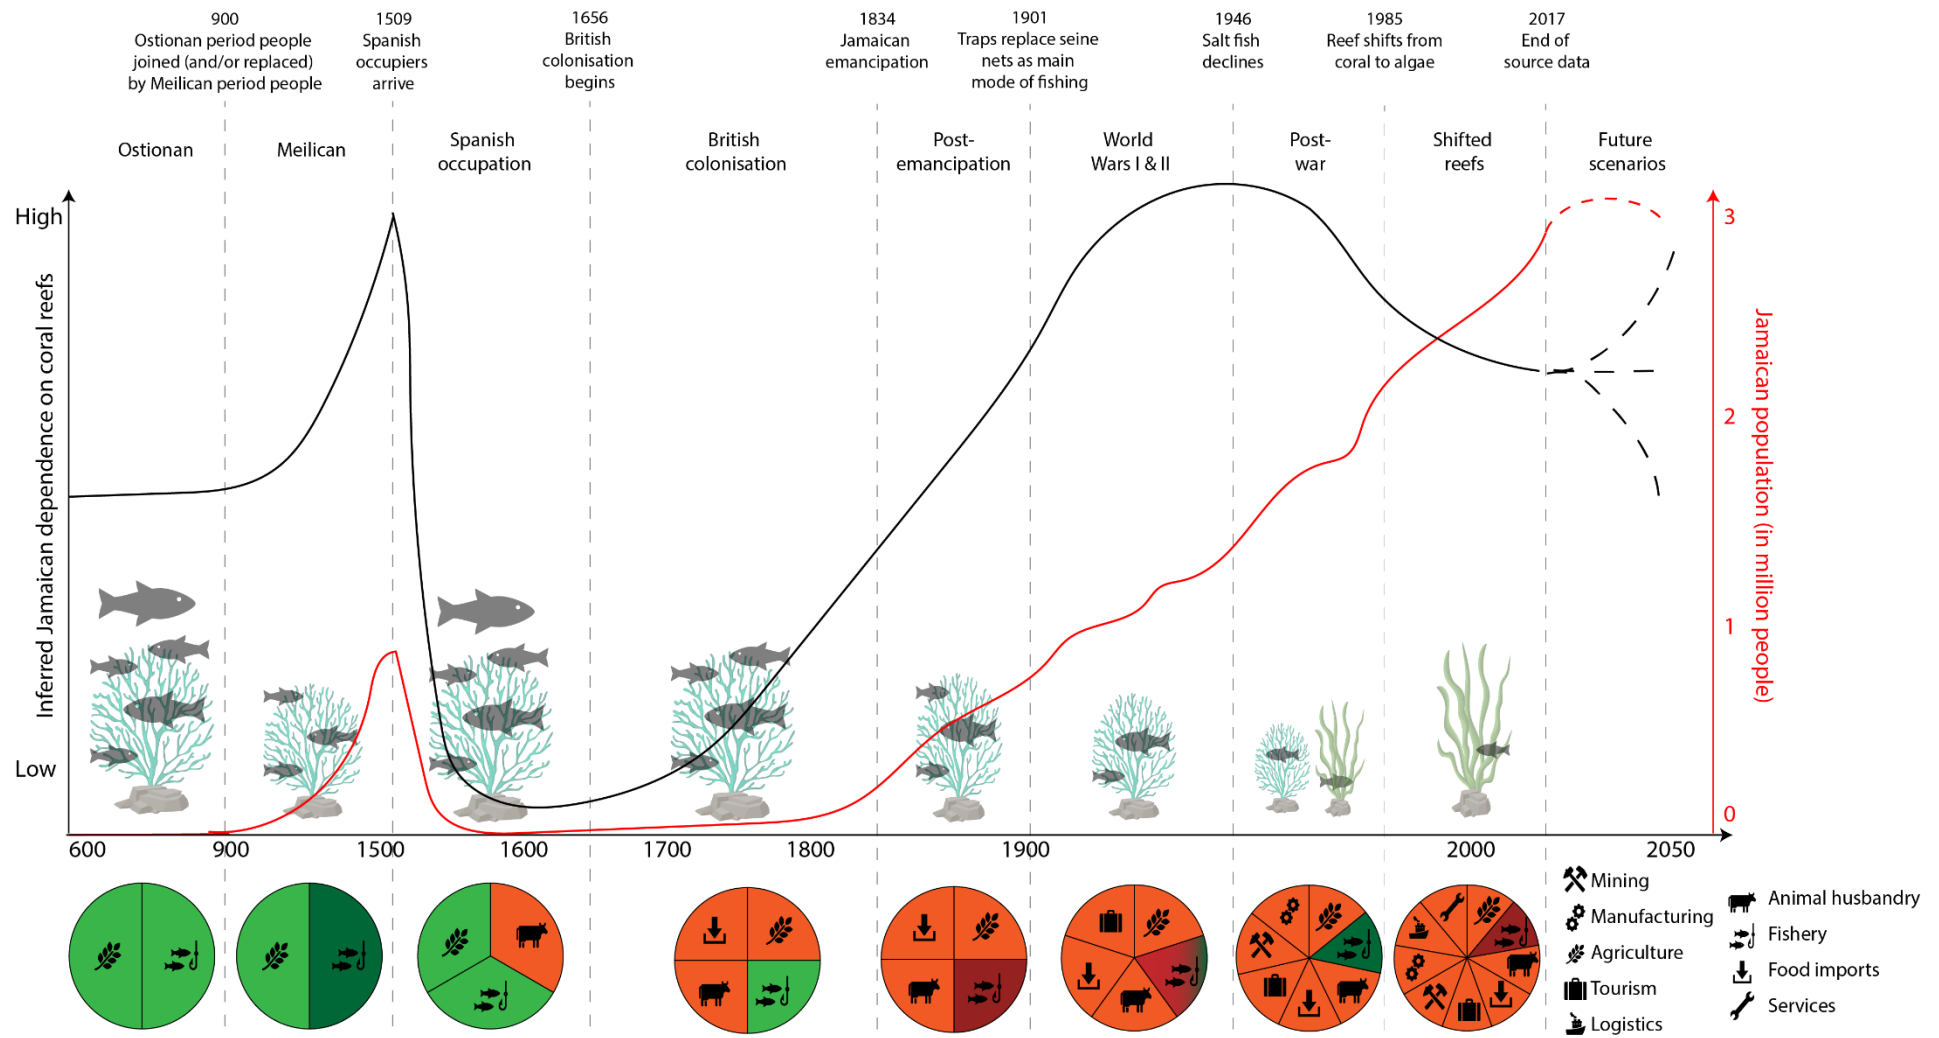 900
Ostionan period people
joined (and/or replaced)
by Meilican period people
1509
Spanish
occupiers
arrive
1656
British
colonisation
begins
1834
Jamaican
emancipation
1901
Traps replace seine
nets as main
mode of fishing
1946
Salt fish
declines
1985
Reef shifts from
coral to algae
2017
End of
source data
Ostionan
Meilican
Spanish
occupation
British
colonisation
Post-
emancipation
World
Wars I & II
Post-
war
Shifted
reefs
Future
scenarios
High
Low
Inferred Jamaican dependence on coral reefs
3
2
1
0
Jamaican population (in million people)
600
900
1500
1600
1700
1800
1900
2000
2050
Mining
Manufacturing
Agriculture
Tourism
Logistics
Animal husbandry
Fishery
Food imports
Services